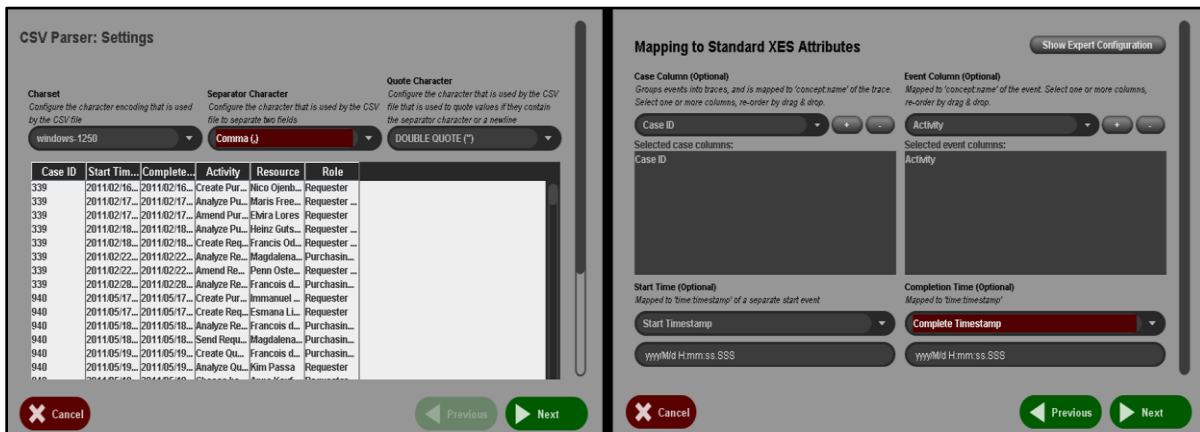 CSV Parser: Settings
Charset
Configure the character encoding that is used
by the CSV file
windows-1250
Separator Character
Configure the character that is used by the CSV
file to separate two fields
Comma (,)
Quote Character
Configure the character that is used by the CSV
file that is used to quote values if they contain
the separator character or a newline
DOUBLE QUOTE (")
Case ID Start Tim... Complete... Activity Resource Role
339 2011/02/16... 2011/02/16... Create Pur... Nico Ojenb... Requester
339 2011/02/17... 2011/02/17... Analyze Pu... Maris Free... Requester ...
339 2011/02/17... 2011/02/17... Amend Pur... Elvira Lores Requester
339 2011/02/18... 2011/02/18... Analyze Pu... Heinz Guts... Requester ...
339 2011/02/18... 2011/02/18... Create Req... Francis Od... Requester ...
339 2011/02/22... 2011/02/22... Analyze Re... Magdalena... Purchasin...
339 2011/02/22... 2011/02/22... Amend Re... Penn Oste... Requester ...
339 2011/02/28... 2011/02/28... Analyze Re... Francois d... Purchasin...
940 2011/05/17... 2011/05/17... Create Pur... Immanuel ... Requester
940 2011/05/17... 2011/05/17... Create Req... Esmana Li... Requester
940 2011/05/18... 2011/05/18... Analyze Re... Francois d... Purchasin...
940 2011/05/18... 2011/05/18... Send Requ... Magdalena... Purchasin...
940 2011/05/19... 2011/05/19... Create Qu... Francois d... Purchasin...
940 2011/05/19... 2011/05/19... Analyze Qu... Kim Passa Requester
Cancel
Previous
Next
Mapping to Standard XES Attributes
Show Expert Configuration
Case Column (Optional)
Groups events into traces, and is mapped to 'concept:name' of the trace.
Select one or more columns, re-order by drag & drop.
Case ID
+
-
Selected case columns:
Case ID
Event Column (Optional)
Mapped to 'concept:name' of the event. Select one or more columns,
re-order by drag & drop.
Activity
+
-
Selected event columns:
Activity
Start Time (Optional)
Mapped to 'time:timestamp' of a separate start event
Start Timestamp
yyyy/M/d H:mm:ss.SSS
Completion Time (Optional)
Mapped to 'time:timestamp'
Complete Timestamp
yyyy/M/d H:mm:ss.SSS
Cancel
Previous
Next